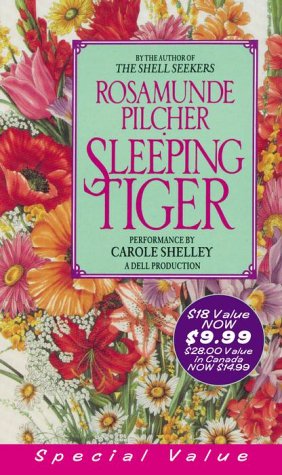 BY THE AUTHOR OF
THE SHELL SEEKERS
ROSAMUNDE
PILCHER
SLEEPING
TIGER
PERFORMANCE BY
CAROLE SHELLEY
A DELL PRODUCTION
$18 Value
NOW
$9.99
$28.00 Value
in Canada
NOW $14.99
Special Value